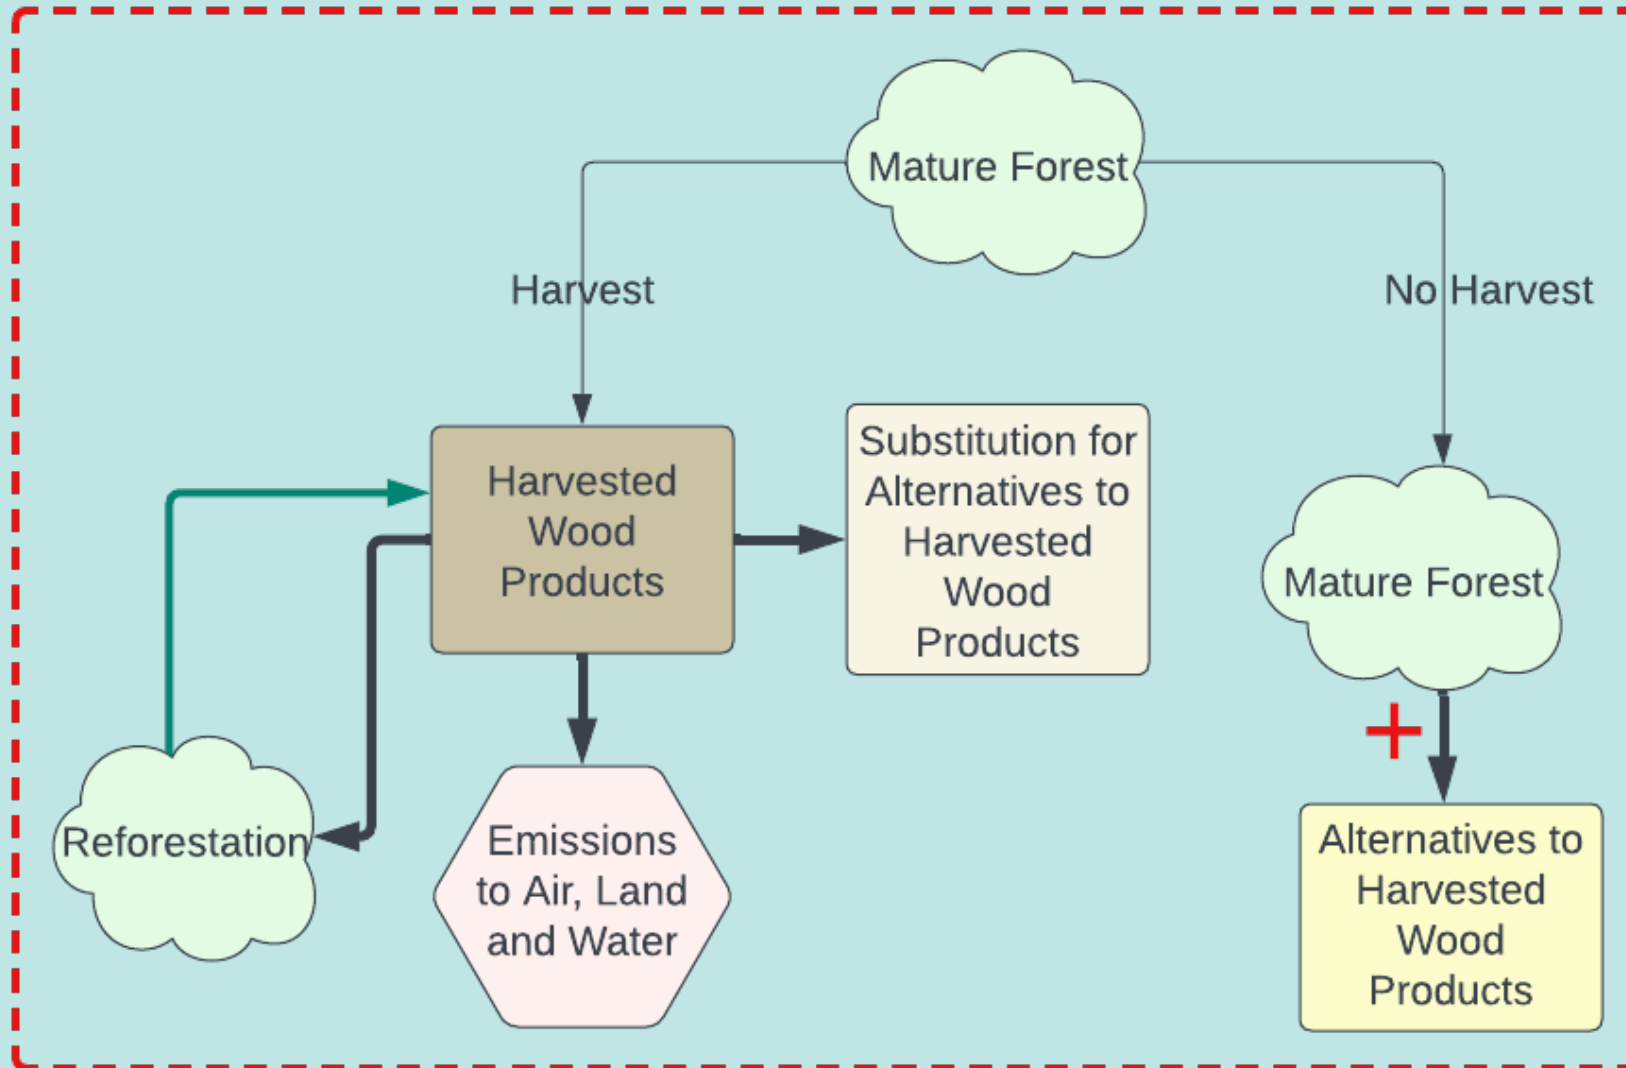 Mature Forest
Harvest
No Harvest
Harvested
Wood
Products
Substitution for
Alternatives to
Harvested
Wood
Products
Mature Forest
Reforestation
Emissions
to Air, Land
and Water
Alternatives to
Harvested
Wood
Products